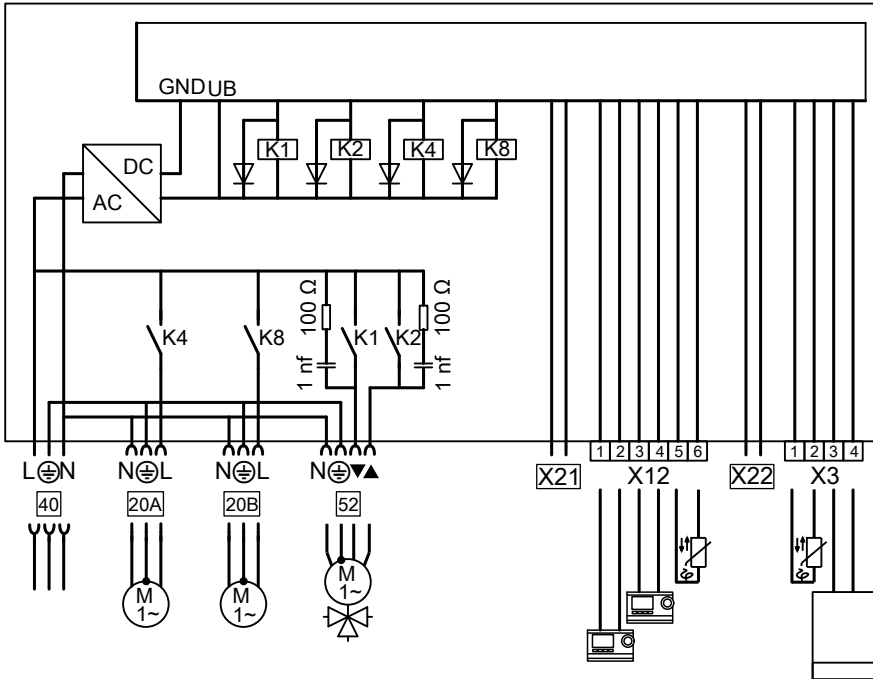 GND UB
K1 K2 K4 K8
DC
AC
100 Ω 100 Ω
K4 K8 K1 K2
1 nf 1 nf
1 2 3 4 5 6 1 2 3 4
L N N L N L N ▼▲ X21 X12 X22 X3
40 20A 20B 52
M M M
1~ 1~ 1~
φ φ